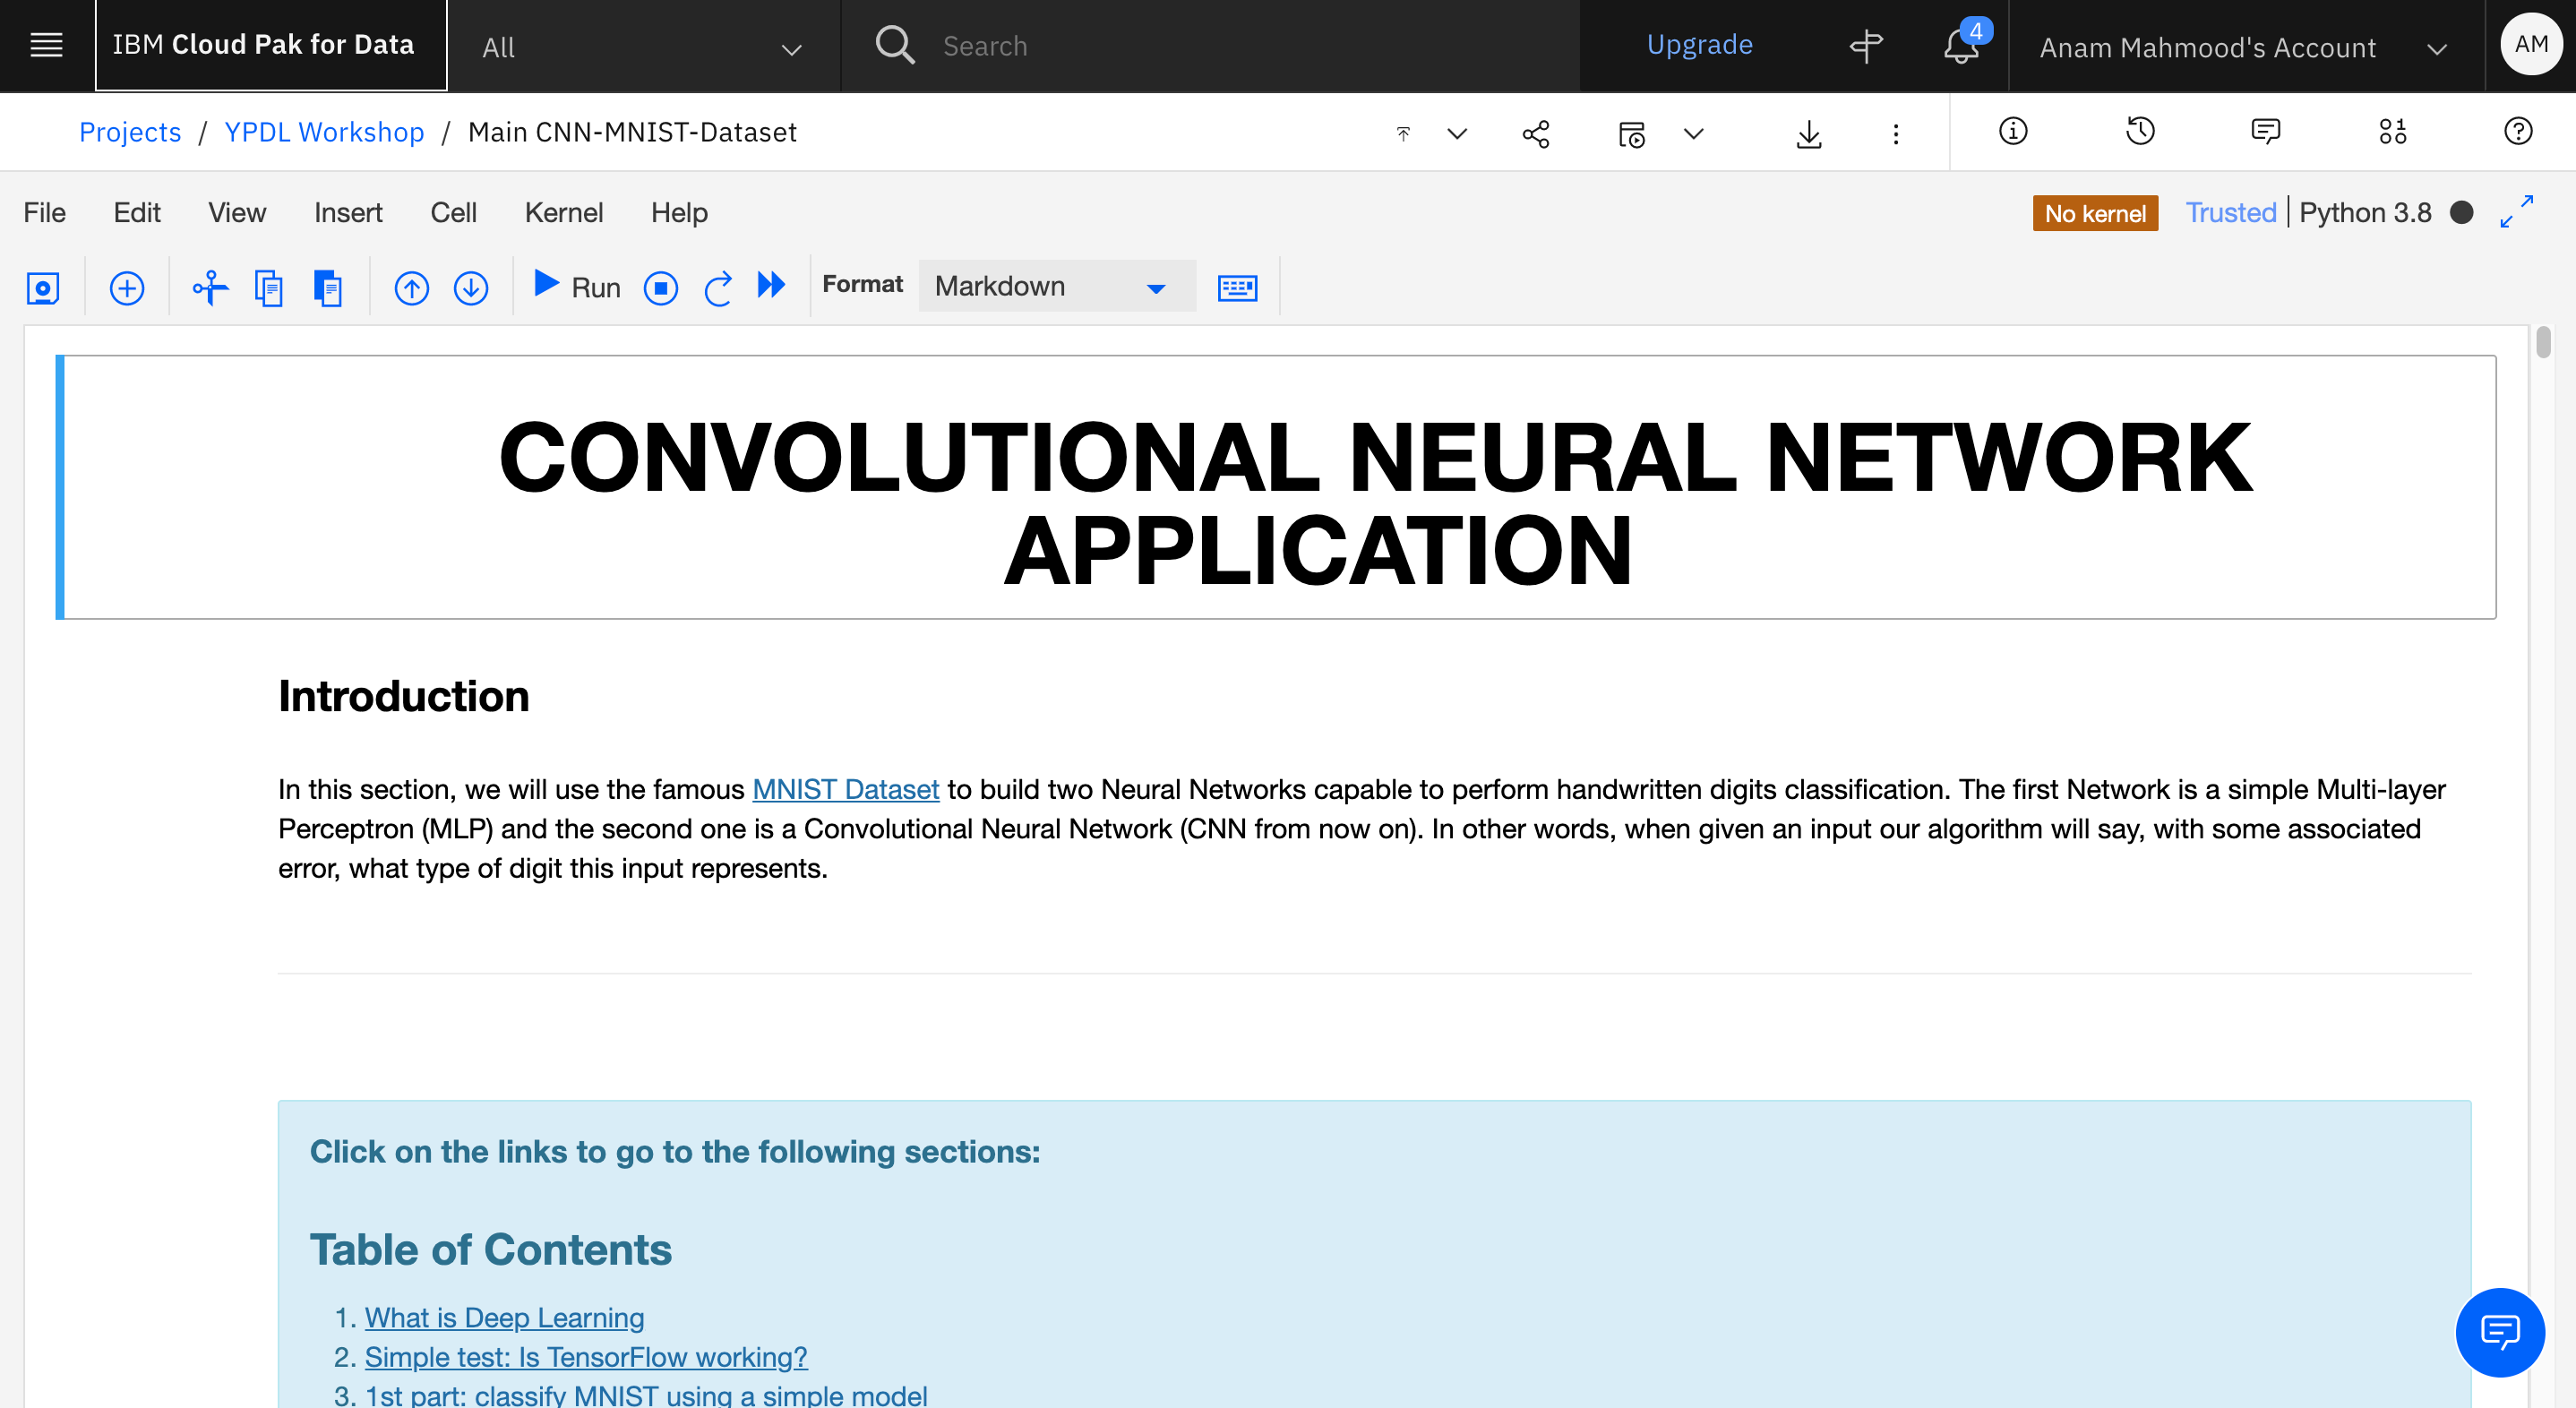 IBM Cloud Pak for Data
All
Search
Upgrade
4
Anam Mahmood's Account
AM
Projects / YPDL Workshop / Main CNN-MNIST-Dataset
File Edit View Insert Cell Kernel Help
No kernel
Trusted
Python 3.8
Run
Format
Markdown
CONVOLUTIONAL NEURAL NETWORK
APPLICATION
Introduction
In this section, we will use the famous MNIST Dataset to build two Neural Networks capable to perform handwritten digits classification. The first Network is a simple Multi-layer
Perceptron (MLP) and the second one is a Convolutional Neural Network (CNN from now on). In other words, when given an input our algorithm will say, with some associated
error, what type of digit this input represents.
Click on the links to go to the following sections:
Table of Contents
1. What is Deep Learning
2. Simple test: Is TensorFlow working?
3. 1st part: classify MNIST using a simple model